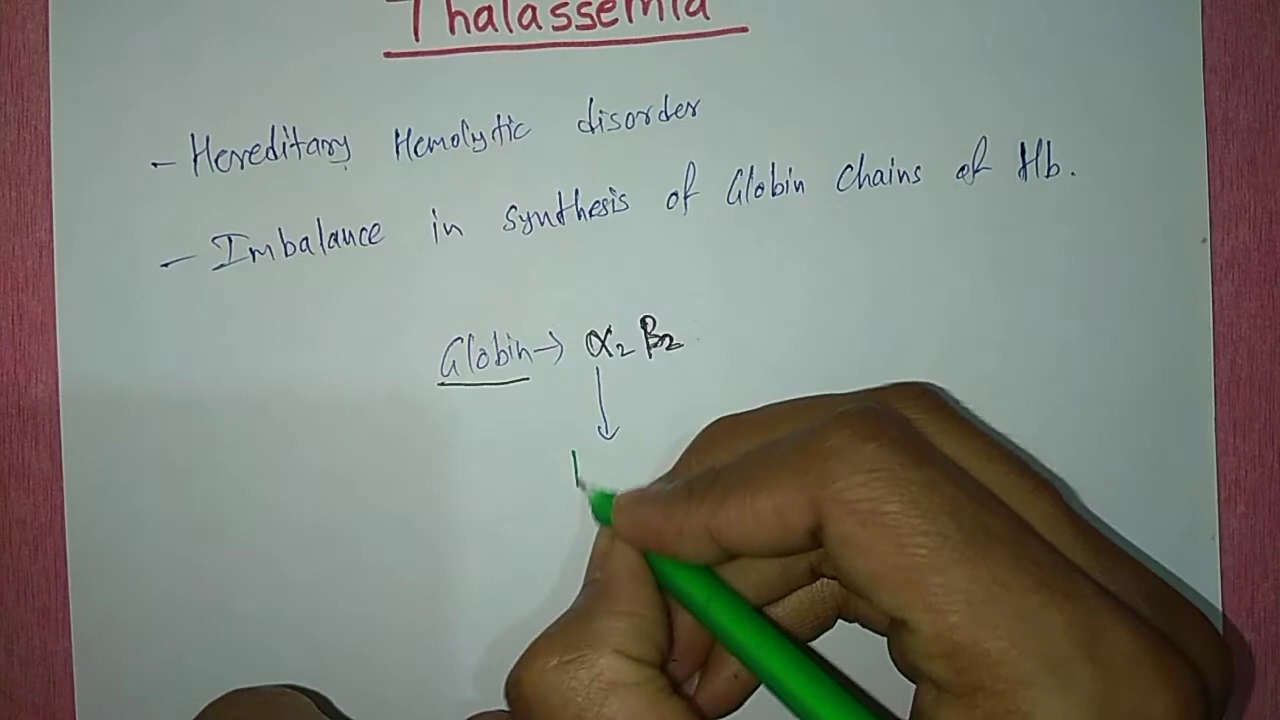 Thalassemia
- Hereditary Hemolytic disorder
- Imbalance in synthesis of Globin Chains of Hb.
Globin → α₂ β₂
↓